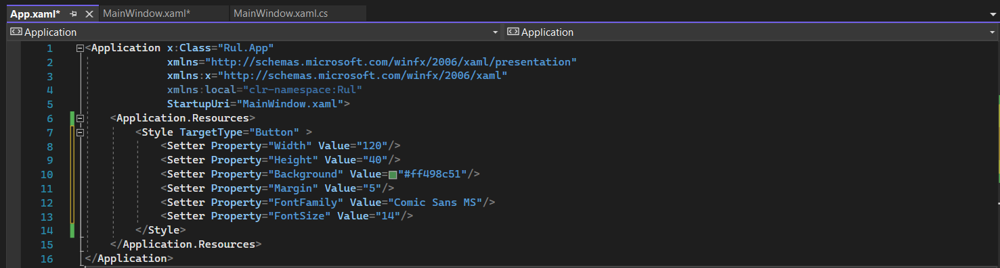 App.xaml* MainWindow.xaml* MainWindow.xaml.cs
Application Application
1 <Application x:Class="Rul.App"
2 xmlns="http://schemas.microsoft.com/winfx/2006/xaml/presentation"
3 xmlns:x="http://schemas.microsoft.com/winfx/2006/xaml"
4 xmlns:local="clr-namespace:Rul"
5 StartupUri="MainWindow.xaml">
6 <Application.Resources>
7 <Style TargetType="Button" >
8 <Setter Property="Width" Value="120"/>
9 <Setter Property="Height" Value="40"/>
10 <Setter Property="Background" Value="#ff498c51"/>
11 <Setter Property="Margin" Value="5"/>
12 <Setter Property="FontFamily" Value="Comic Sans MS"/>
13 <Setter Property="FontSize" Value="14"/>
14 </Style>
15 </Application.Resources>
16 </Application>